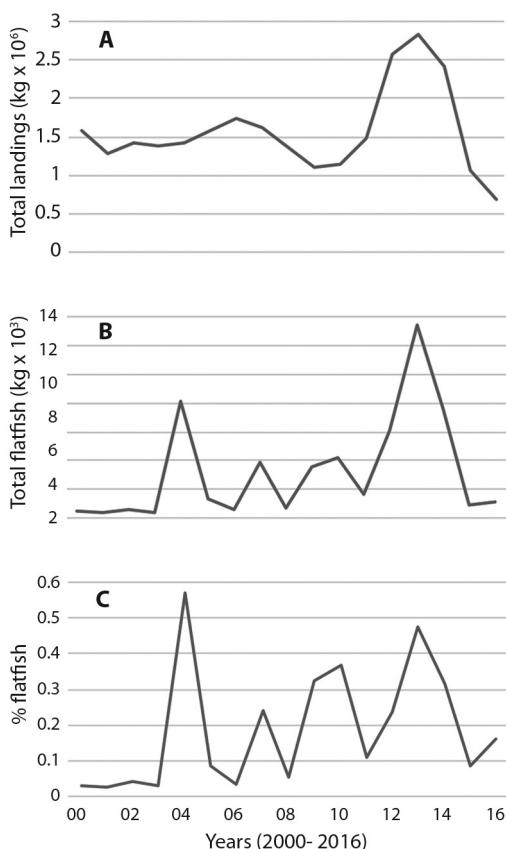 A
Total landings (kg x 10⁶)
3
2.5
2
1.5
1
0.5
0
B
Total flatfish (kg x 10³)
14
12
10
8
6
4
2
C
% flatfish
0.6
0.5
0.4
0.3
0.2
0.1
0
00 02 04 06 08 10 12 14 16
Years (2000- 2016)